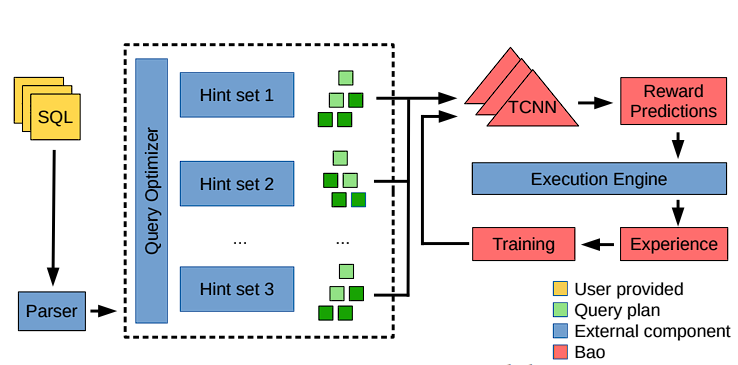 SQL
Parser
Query Optimizer
Hint set 1
Hint set 2
...
...
Hint set 3
TCNN
Reward
Predictions
Execution Engine
Training
Experience
User provided
Query plan
External component
Bao